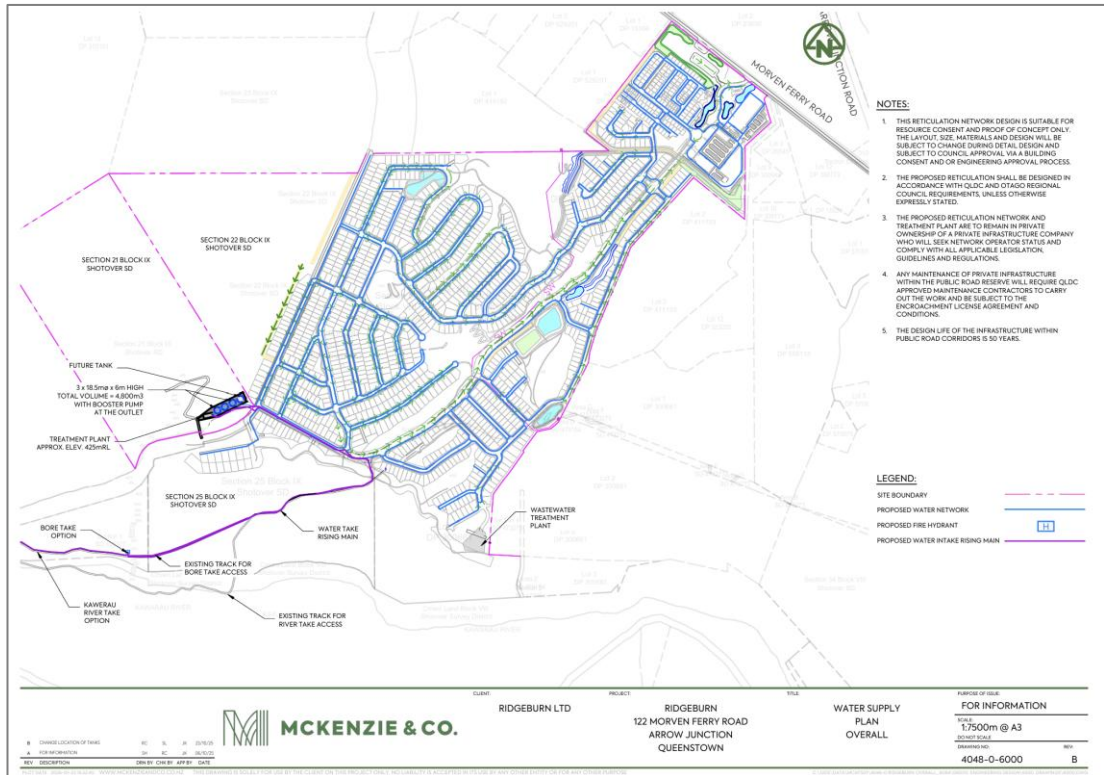 MORVEN FERRY ROAD
N
SECTION 22 BLOCK IX
SHOTOVER SD
SECTION 21 BLOCK IX
SHOTOVER SD
FUTURE TANK
3 x 18.5mø x 6m HIGH
TOTAL VOLUME = 4,800m3
WITH BOOSTER PUMP
AT THE OUTLET
TREATMENT PLANT
APPROX. ELEV. 425mRL
SECTION 25 BLOCK IX
SHOTOVER SD
BORE TAKE
OPTION
WATER TAKE
RISING MAIN
WASTEWATER
TREATMENT
PLANT
EXISTING TRACK FOR
BORE TAKE ACCESS
KAWERAU
RIVER TAKE
OPTION
EXISTING TRACK FOR
RIVER TAKE ACCESS
NOTES:
1. THIS RETICULATION NETWORK DESIGN IS SUITABLE FOR
RESOURCE CONSENT AND PROOF OF CONCEPT ONLY.
THE LAYOUT, SIZE, MATERIALS AND DESIGN WILL BE
SUBJECT TO CHANGE DURING DETAIL DESIGN AND
SUBJECT TO COUNCIL APPROVAL VIA A BUILDING
CONSENT AND OR ENGINEERING APPROVAL PROCESS.
2. THE PROPOSED RETICULATION SHALL BE DESIGNED IN
ACCORDANCE WITH QLDC AND OTAGO REGIONAL
COUNCIL REQUIREMENTS, UNLESS OTHERWISE
EXPRESSLY STATED.
3. THE PROPOSED RETICULATION NETWORK AND
TREATMENT PLANT ARE TO REMAIN IN PRIVATE
OWNERSHIP OF A PRIVATE INFRASTRUCTURE COMPANY
WHO WILL SEEK NETWORK OPERATOR STATUS AND
COMPLY WITH ALL APPLICABLE LEGISLATION,
GUIDELINES AND REGULATIONS.
4. ANY MAINTENANCE OF PRIVATE INFRASTRUCTURE
WITHIN THE PUBLIC ROAD RESERVE WILL REQUIRE QLDC
APPROVED MAINTENANCE CONTRACTORS TO CARRY
OUT THE WORK AND BE SUBJECT TO THE
ENCROACHMENT LICENSE AGREEMENT AND
CONDITIONS.
5. THE DESIGN LIFE OF THE INFRASTRUCTURE WITHIN
PUBLIC ROAD CORRIDORS IS 50 YEARS.
LEGEND:
SITE BOUNDARY
PROPOSED WATER NETWORK
PROPOSED FIRE HYDRANT H
PROPOSED WATER INTAKE RISING MAIN
B CHANGE LOCATION OF TANKS
A FOR INFORMATION
REV DESCRIPTION DRN BY CHK BY APP BY DATE
MCKENZIE & CO.
CLIENT:
RIDGEBURN LTD
PROJECT:
RIDGEBURN
122 MORVEN FERRY ROAD
ARROW JUNCTION
QUEENSTOWN
TITLE:
WATER SUPPLY
PLAN
OVERALL
PURPOSE OF ISSUE:
FOR INFORMATION
SCALE:
1:7500m @ A3
DO NOT SCALE
DRAWING NO: REV:
4048-0-6000 B